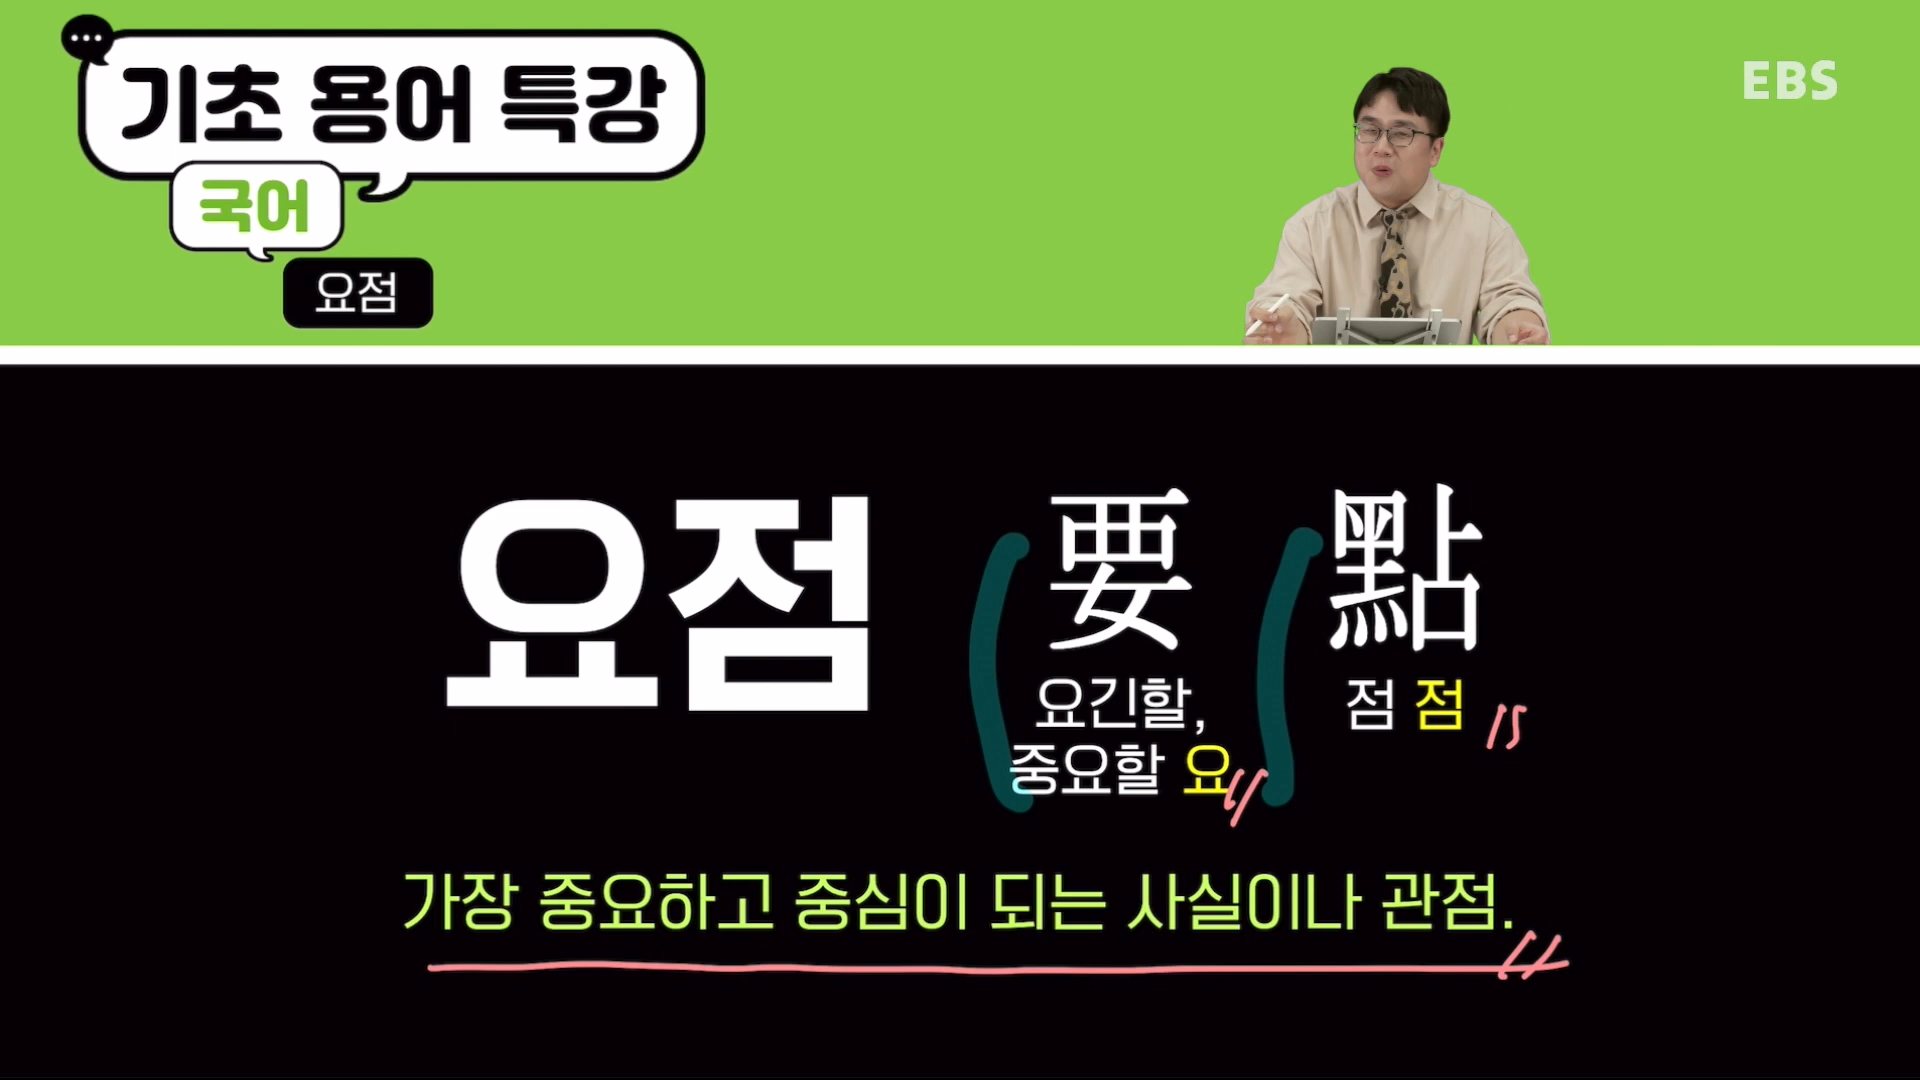 기초 용어 특강
EBS
국어
요점
요점 要 點
요긴할,
중요할 요
점 점
가장 중요하고 중심이 되는 사실이나 관점.